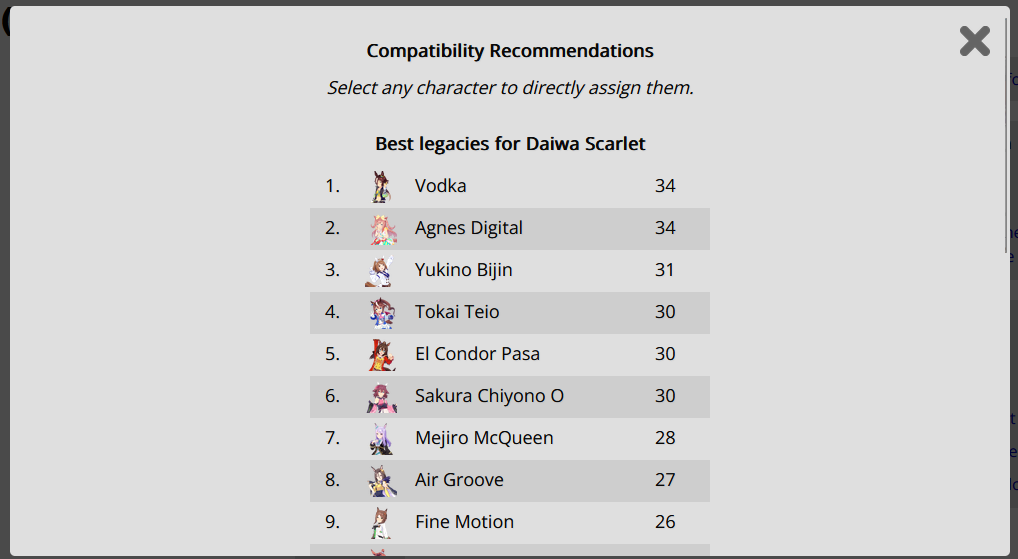 Compatibility Recommendations
Select any character to directly assign them.
Best legacies for Daiwa Scarlet
1. Vodka 34
2. Agnes Digital 34
3. Yukino Bijin 31
4. Tokai Teio 30
5. El Condor Pasa 30
6. Sakura Chiyono O 30
7. Mejiro McQueen 28
8. Air Groove 27
9. Fine Motion 26